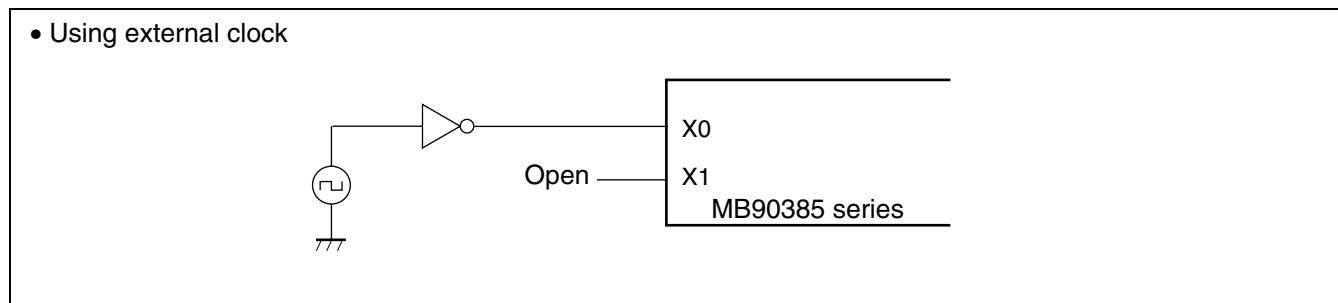 • Using external clock
X0
Open
X1
MB90385 series